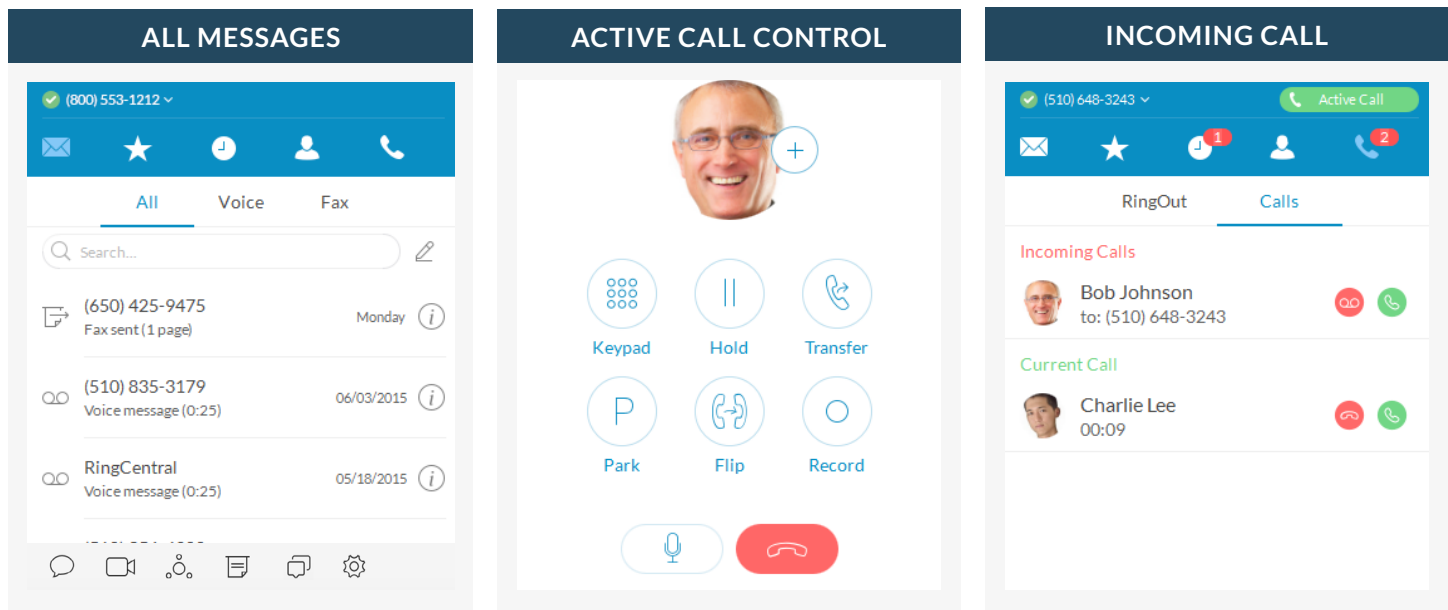 ALL MESSAGES
(800) 553-1212
All Voice Fax
Search...
(650) 425-9475
Fax sent (1 page)
Monday
(510) 835-3179
Voice message (0:25)
06/03/2015
RingCentral
Voice message (0:25)
05/18/2015
ACTIVE CALL CONTROL
Keypad Hold Transfer
P
Park Flip Record
INCOMING CALL
(510) 648-3243
Active Call
1
2
RingOut Calls
Incoming Calls
Bob Johnson
to: (510) 648-3243
Current Call
Charlie Lee
00:09